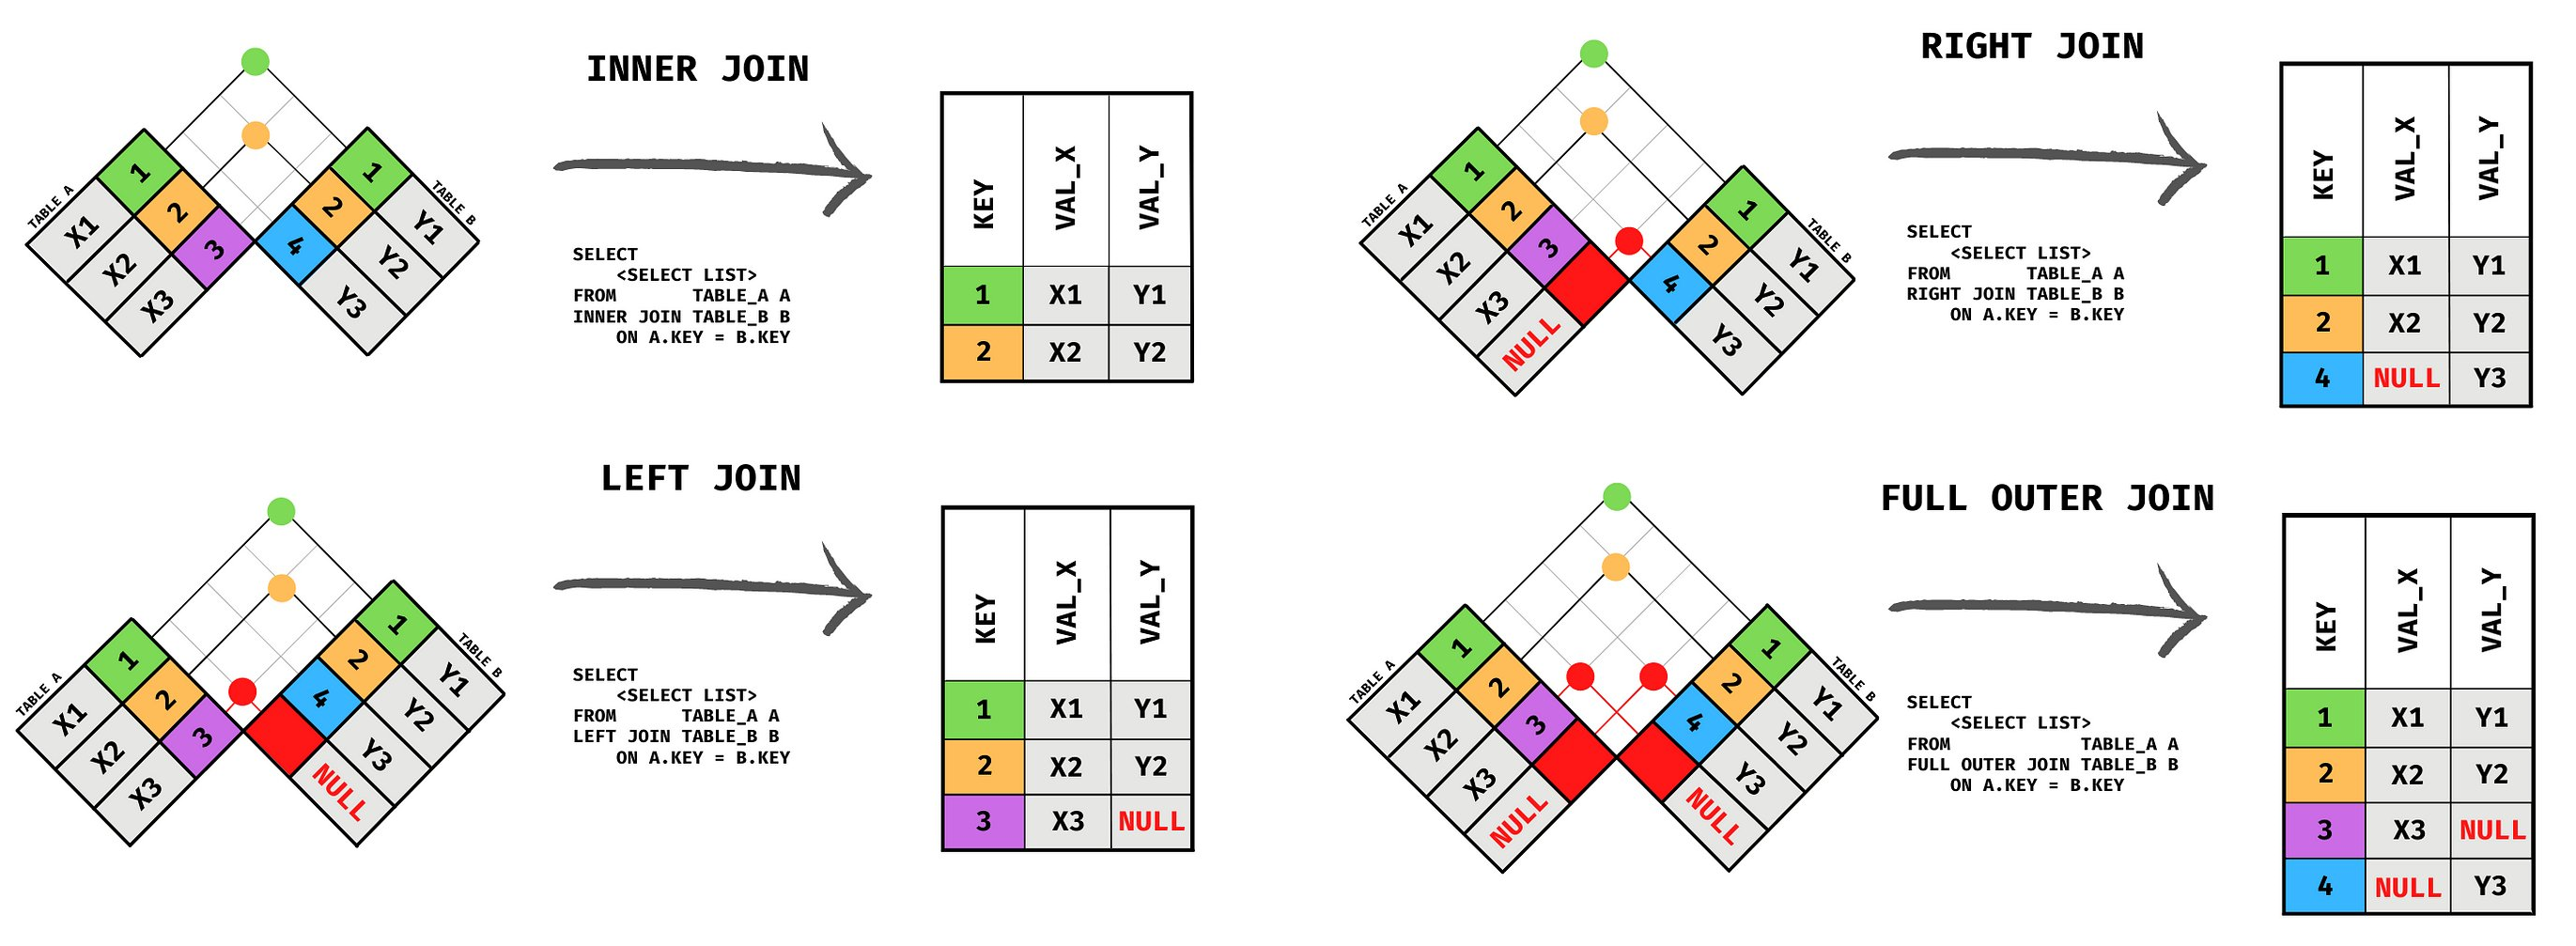 INNER JOIN
TABLE A
1
2
3
X1
X2
X3
TABLE B
1
2
4
Y1
Y2
Y3
SELECT
<SELECT LIST>
FROM TABLE_A A
INNER JOIN TABLE_B B
ON A.KEY = B.KEY
KEY VAL_X VAL_Y
1 X1 Y1
2 X2 Y2
RIGHT JOIN
TABLE A
1
2
3
X1
X2
X3
NULL
TABLE B
1
2
4
Y1
Y2
Y3
SELECT
<SELECT LIST>
FROM TABLE_A A
RIGHT JOIN TABLE_B B
ON A.KEY = B.KEY
KEY VAL_X VAL_Y
1 X1 Y1
2 X2 Y2
4 NULL Y3
LEFT JOIN
TABLE A
1
2
3
X1
X2
X3
TABLE B
1
2
4
Y1
Y2
Y3
NULL
SELECT
<SELECT LIST>
FROM TABLE_A A
LEFT JOIN TABLE_B B
ON A.KEY = B.KEY
KEY VAL_X VAL_Y
1 X1 Y1
2 X2 Y2
3 X3 NULL
FULL OUTER JOIN
TABLE A
1
2
3
X1
X2
X3
NULL
TABLE B
1
2
4
Y1
Y2
Y3
NULL
SELECT
<SELECT LIST>
FROM TABLE_A A
FULL OUTER JOIN TABLE_B B
ON A.KEY = B.KEY
KEY VAL_X VAL_Y
1 X1 Y1
2 X2 Y2
3 X3 NULL
4 NULL Y3